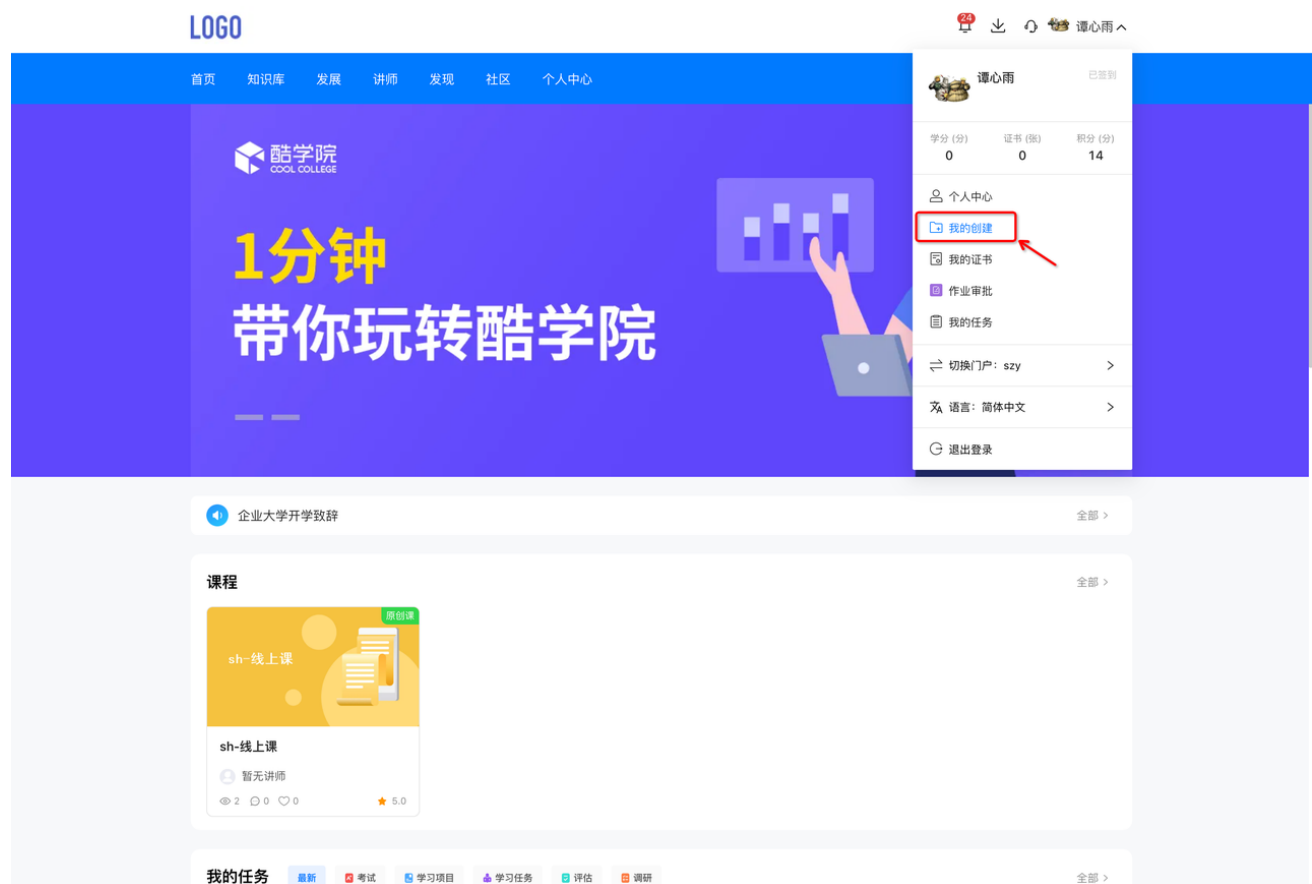 LOGO
24
谭心雨
首页 知识库 发展 讲师 发现 社区 个人中心
谭心雨
已签到
学分 (分) 证书 (张) 积分 (分)
0 0 14
个人中心
我的创建
我的证书
作业审批
我的任务
切换门户：szy
语言：简体中文
退出登录
酷学院
COOL COLLEGE
1分钟
带你玩转酷学院
企业大学开学致辞
全部
课程
全部
原创课
sh-线上课
sh-线上课
暂无讲师
2 0 0 5.0
我的任务 最新 考试 学习项目 学习任务 评估 调研
全部